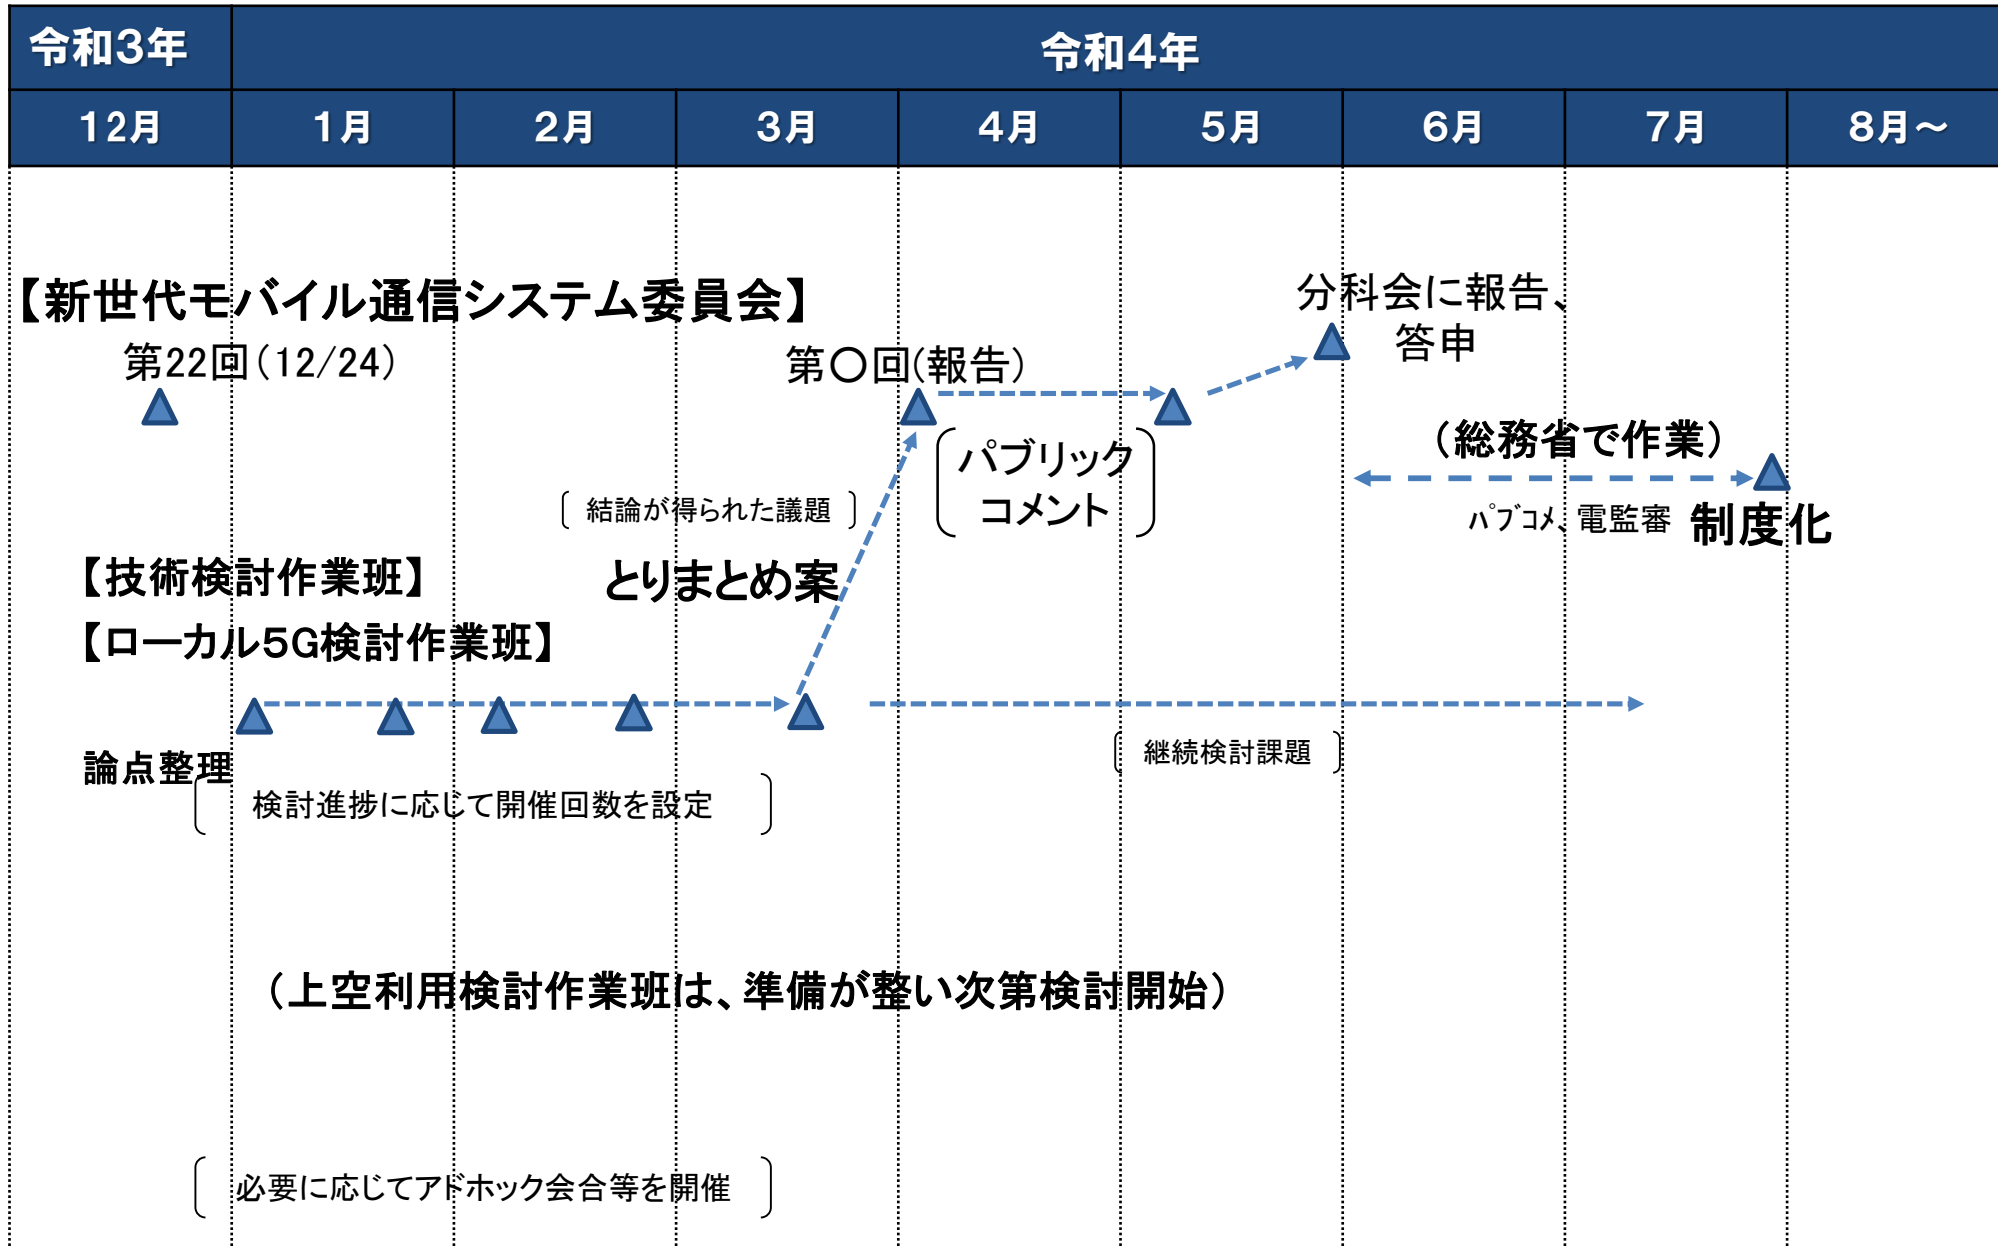 令和3年
令和4年
12月
1月
2月
3月
4月
5月
6月
7月
8月～
【新世代モバイル通信システム委員会】
第22回(12/24)
第〇回(報告)
分科会に報告、
答申
パブリック
コメント
（総務省で作業）
パブコメ、電監審
制度化
結論が得られた議題
【技術検討作業班】
とりまとめ案
【ローカル5G検討作業班】
論点整理
継続検討課題
検討進捗に応じて開催回数を設定
（上空利用検討作業班は、準備が整い次第検討開始）
必要に応じてアドホック会合等を開催